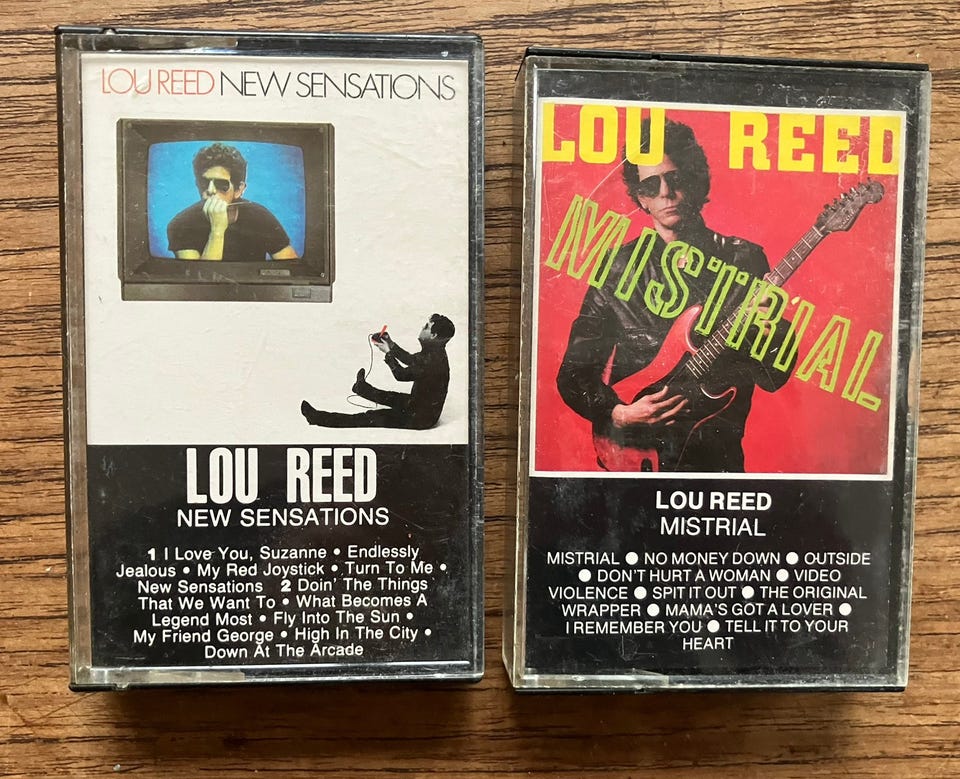 LOU REED NEW SENSATIONS
LOU REED
NEW SENSATIONS
1 I Love You, Suzanne • Endlessly
Jealous • My Red Joystick • Turn To Me •
New Sensations 2 Doin' The Things
That We Want To • What Becomes A
Legend Most • Fly Into The Sun •
My Friend George • High In The City •
Down At The Arcade
LOU REED
MISTRIAL
LOU REED
MISTRIAL
MISTRIAL ● NO MONEY DOWN ● OUTSIDE
● DON'T HURT A WOMAN ● VIDEO
VIOLENCE ● SPIT IT OUT ● THE ORIGINAL
WRAPPER ● MAMA'S GOT A LOVER ●
I REMEMBER YOU ● TELL IT TO YOUR
HEART